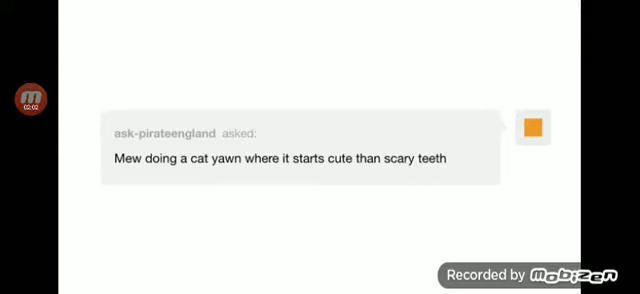 ask-pirateengland asked:
Mew doing a cat yawn where it starts cute than scary teeth
02:02
Recorded by Mobizen